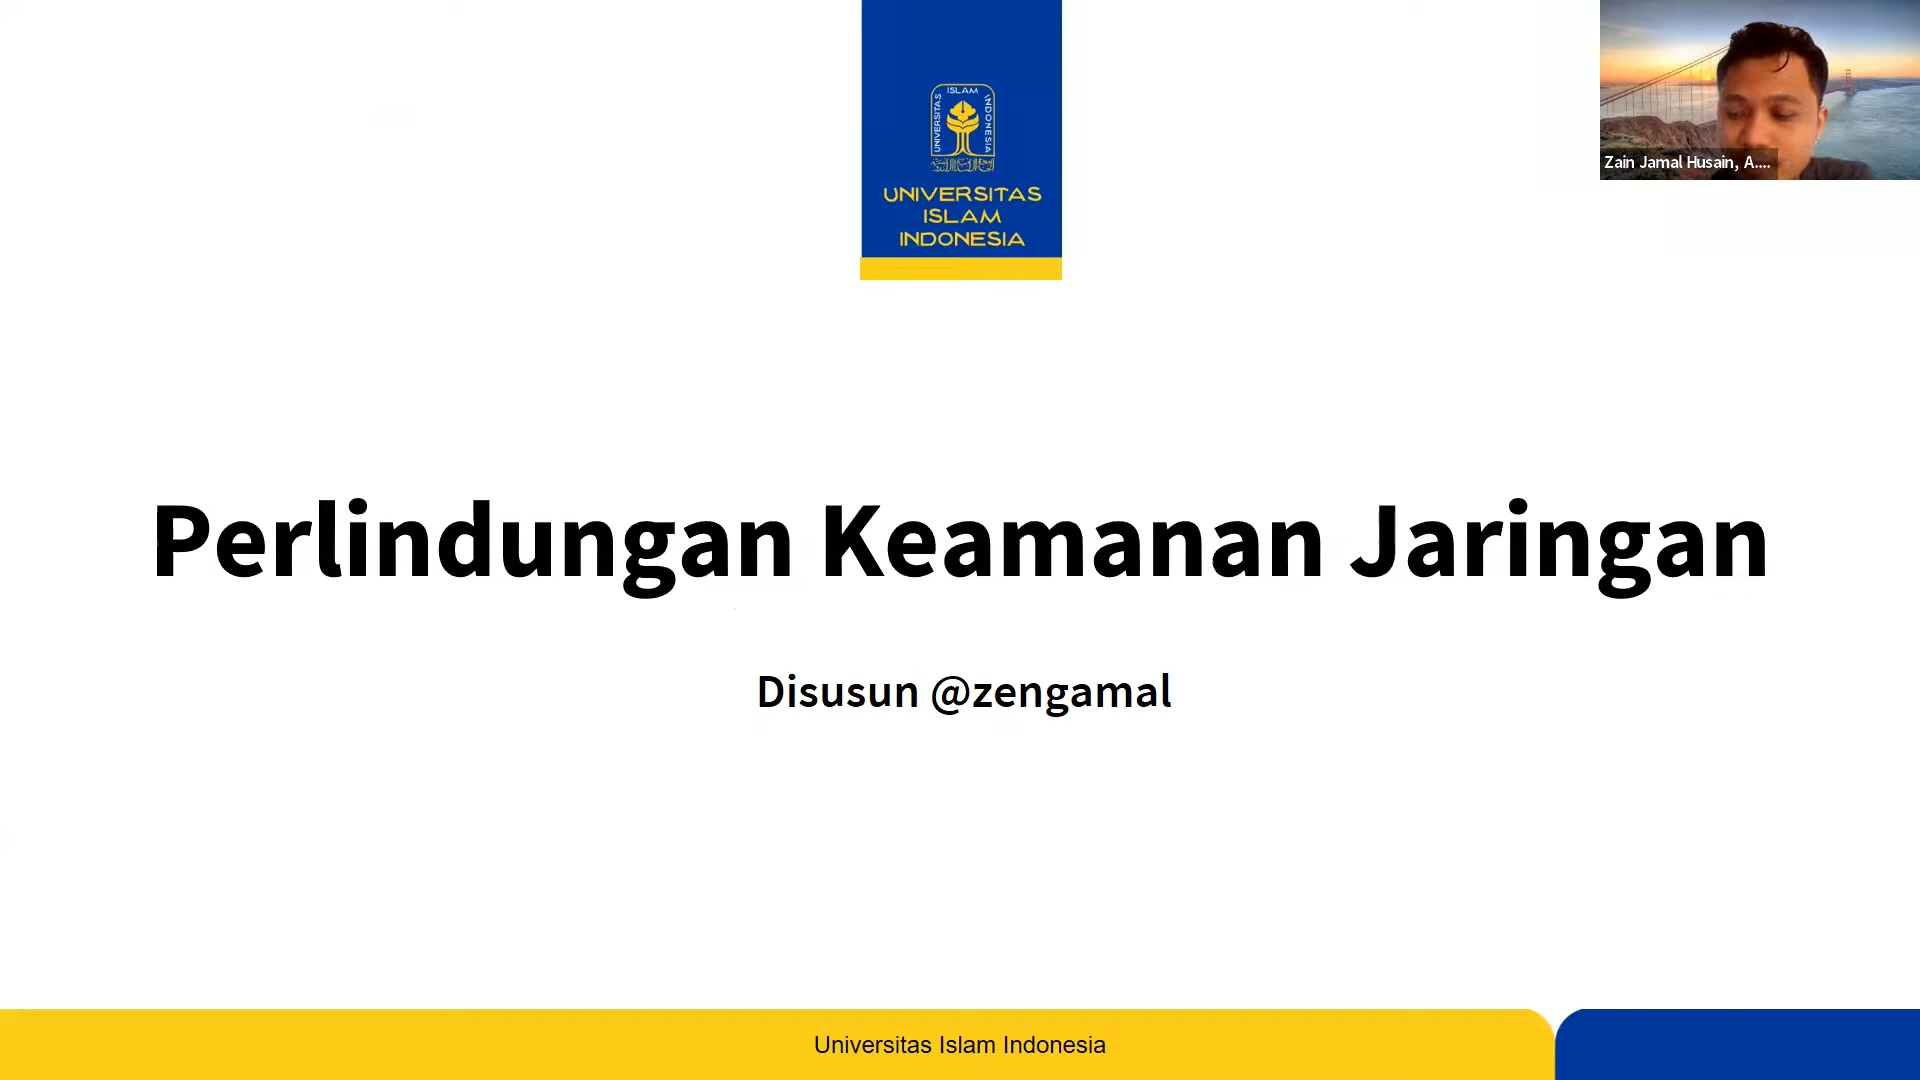 UNIVERSITAS
ISLAM
INDONESIA
UNIVERSITAS
ISLAM
INDONESIA
Zain Jamal Husain, A....
Perlindungan Keamanan Jaringan
Disusun @zengamal
Universitas Islam Indonesia